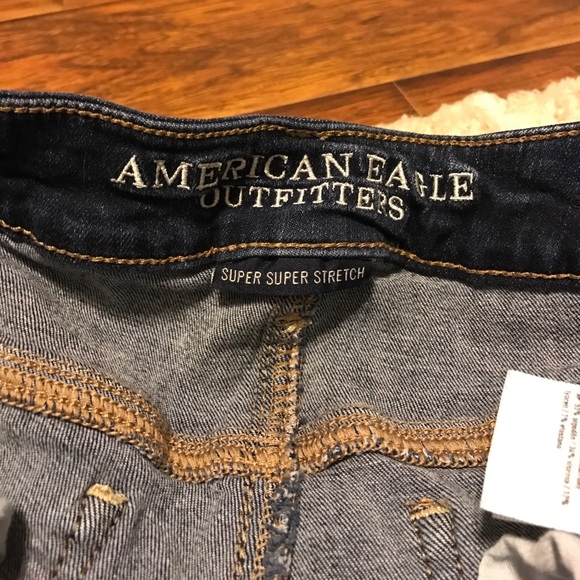 AMERICAN EAGLE
OUTFITTERS
SUPER SUPER STRETCH